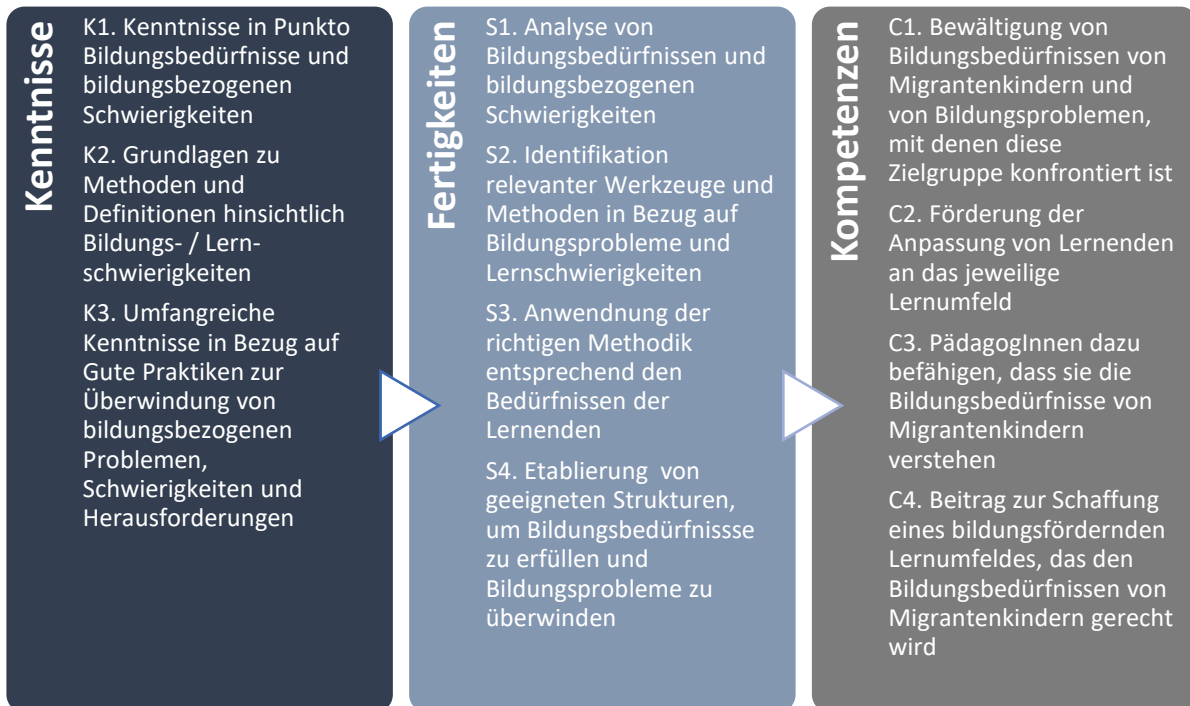 Kenntnisse
K1. Kenntnisse in Punkto
Bildungsbedürfnisse und
bildungsbezogenen
Schwierigkeiten
K2. Grundlagen zu
Methoden und
Definitionen hinsichtlich
Bildungs- / Lern-
schwierigkeiten
K3. Umfangreiche
Kenntnisse in Bezug auf
Gute Praktiken zur
Überwindung von
bildungsbezogenen
Problemen,
Schwierigkeiten und
Herausforderungen
Fertigkeiten
S1. Analyse von
Bildungsbedürfnissen und
bildungsbezogenen
Schwierigkeiten
S2. Identifikation
relevanter Werkzeuge und
Methoden in Bezug auf
Bildungsprobleme und
Lernschwierigkeiten
S3. Anwendnung der
richtigen Methodik
entsprechend den
Bedürfnissen der
Lernenden
S4. Etablierung von
geeigneten Strukturen,
um Bildungsbedürfnissse
zu erfüllen und
Bildungsprobleme zu
überwinden
Kompetenzen
C1. Bewältigung von
Bildungsbedürfnissen von
Migrantenkindern und
von Bildungsproblemen,
mit denen diese
Zielgruppe konfrontiert ist
C2. Förderung der
Anpassung von Lernenden
an das jeweilige
Lernumfeld
C3. PädagogInnen dazu
befähigen, dass sie die
Bildungsbedürfnisse von
Migrantenkindern
verstehen
C4. Beitrag zur Schaffung
eines bildungsfördernden
Lernumfeldes, das den
Bildungsbedürfnissen von
Migrantenkindern gerecht
wird